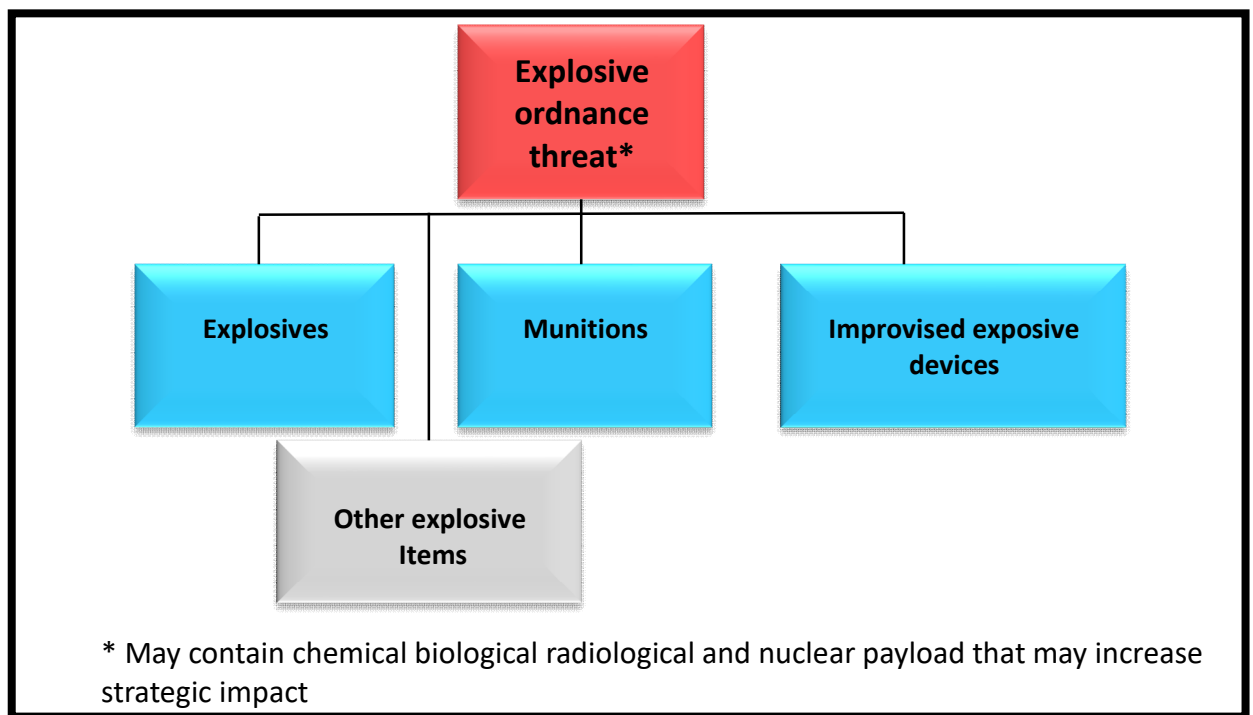 Explosive
ordnance
threat*
Explosives
Munitions
Improvised exposive
devices
Other explosive
Items
* May contain chemical biological radiological and nuclear payload that may increase
strategic impact